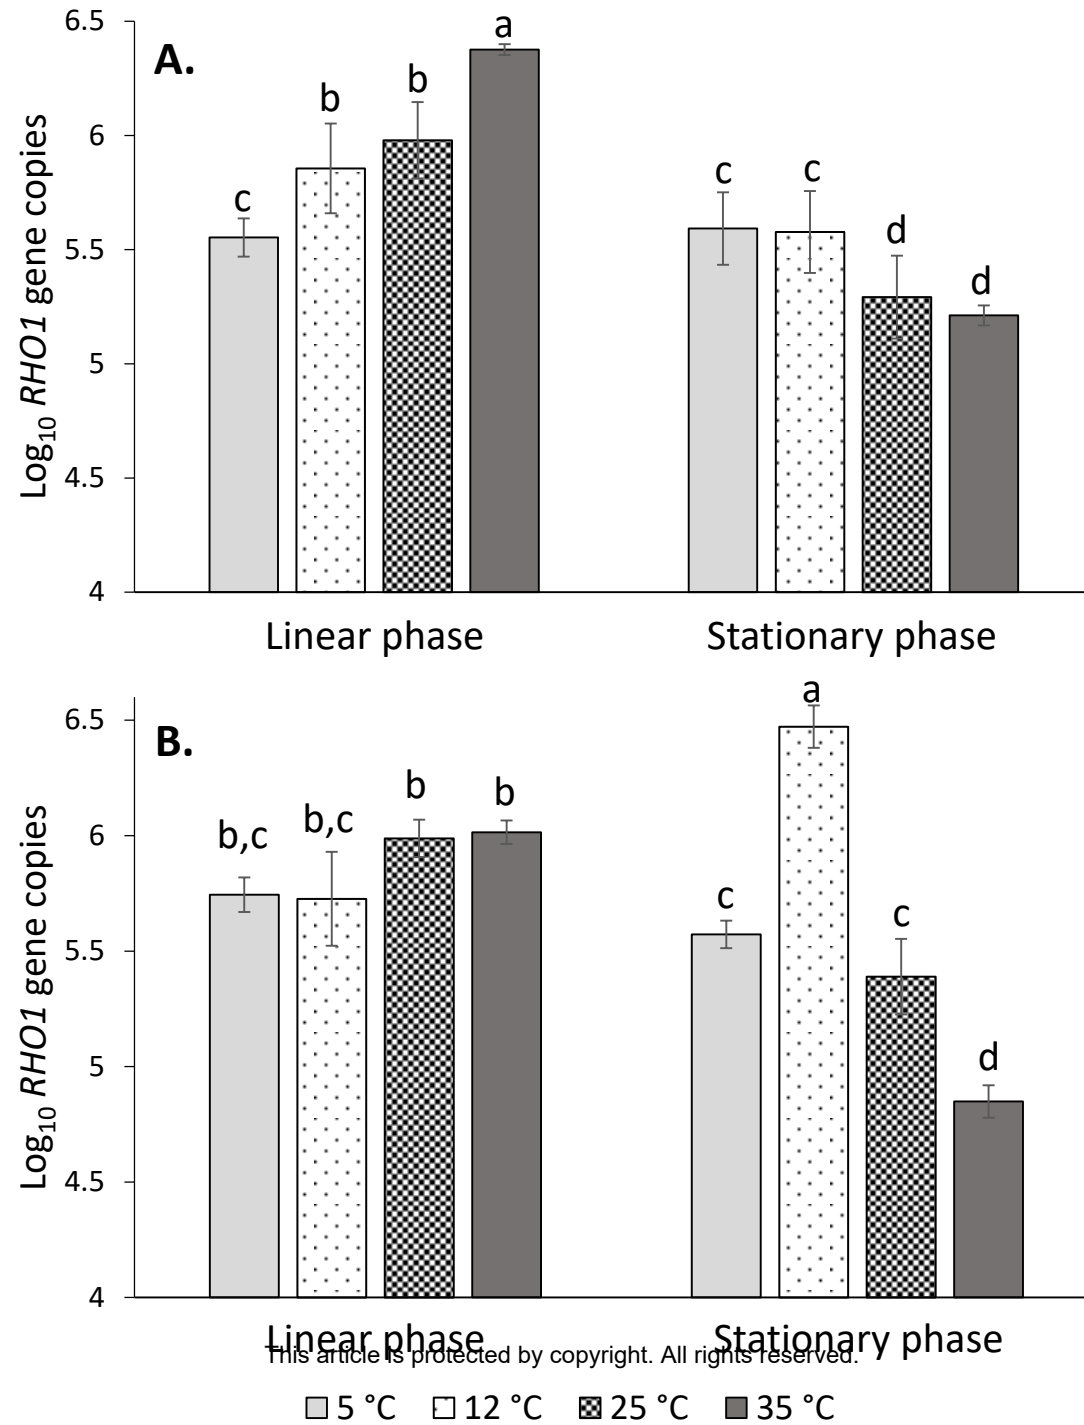 6.5
A.
a
b
b
c
6
c
c
d
d
5.5
5
4.5
4
Log10 RHO1 gene copies
Linear phase
Stationary phase
a
6.5
B.
b,c
b,c
b
b
6
c
c
d
5.5
5
4.5
4
Log10 RHO1 gene copies
Linear phase
Stationary phase
This article is protected by copyright. All rights reserved.
5 °C 12 °C 25 °C 35 °C